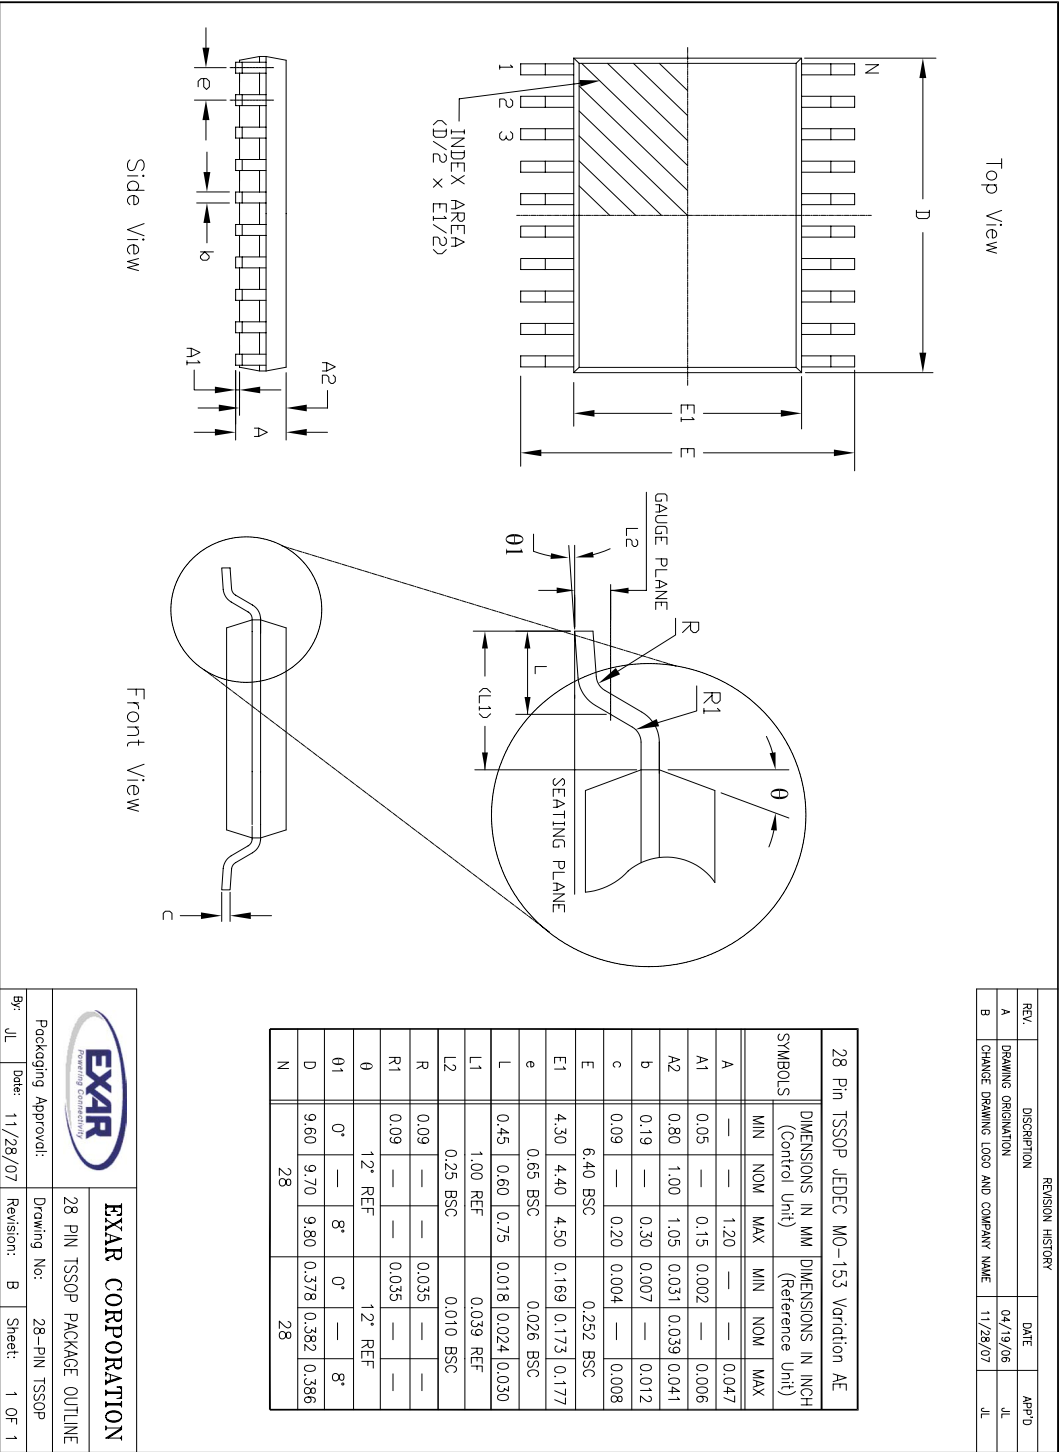 REVISION HISTORY
REV. DISCRIPTION DATE APP'D
A DRAWING ORIGINATION 04/19/06 JL
B CHANGE DRAWING LOGO AND COMPANY NAME 11/28/07 JL
Top View
D
N
1
2
3
E1
E
INDEX AREA
(D/2 x E1/2)
Side View
e
b
A1
A2
A
GAUGE PLANE
L2
θ1
R
R1
L
(L1)
θ
SEATING PLANE
Front View
c
28 Pin TSSOP JEDEC MO-153 Variation AE
SYMBOLS DIMENSIONS IN MM (Control Unit) DIMENSIONS IN INCH (Reference Unit)
MIN NOM MAX MIN NOM MAX
A — — 1.20 — — 0.047
A1 0.05 — 0.15 0.002 — 0.006
A2 0.80 1.00 1.05 0.031 0.039 0.041
b 0.19 — 0.30 0.007 — 0.012
c 0.09 — 0.20 0.004 — 0.008
E 6.40 BSC 0.252 BSC
E1 4.30 4.40 4.50 0.169 0.173 0.177
e 0.65 BSC 0.026 BSC
L 0.45 0.60 0.75 0.018 0.024 0.030
L1 1.00 REF 0.039 REF
L2 0.25 BSC 0.010 BSC
R 0.09 — — 0.035 — —
R1 0.09 — — 0.035 — —
θ 12° REF 12° REF
θ1 0° — 8° 0° — 8°
D 9.60 9.70 9.80 0.378 0.382 0.386
N 28 28
EXAR
Powering Connectivity
EXAR CORPORATION
28 PIN TSSOP PACKAGE OUTLINE
Packaging Approval: Drawing No: 28-PIN TSSOP
By: JL Date: 11/28/07 Revision: B Sheet: 1 OF 1